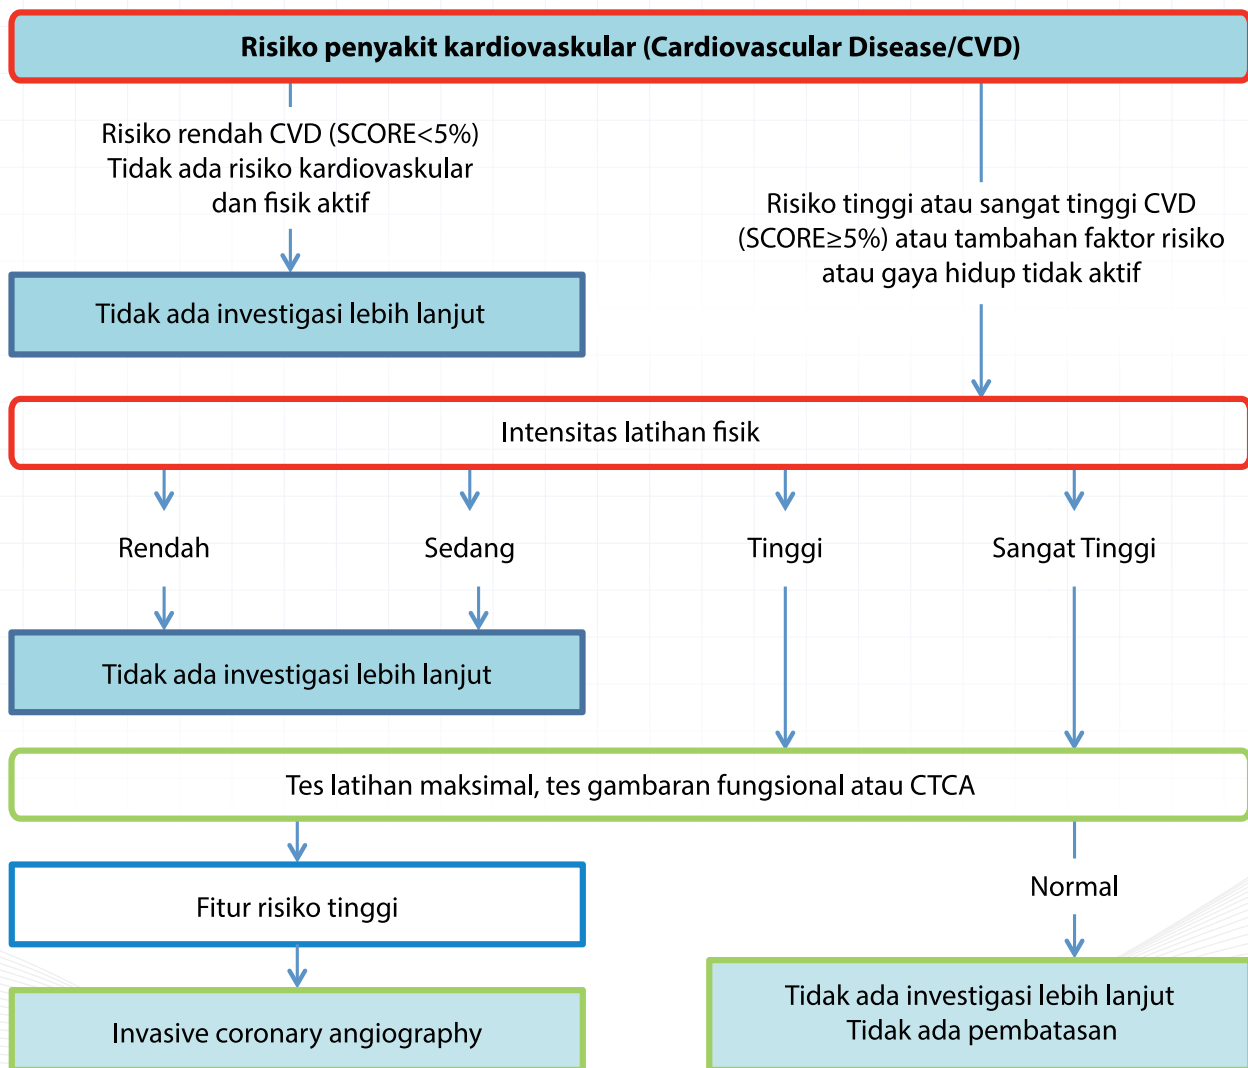 Risiko penyakit kardiovaskular (Cardiovascular Disease/CVD)
Risiko rendah CVD (SCORE<5%)
Tidak ada risiko kardiovaskular
dan fisik aktif
Risiko tinggi atau sangat tinggi CVD
(SCORE≥5%) atau tambahan faktor risiko
atau gaya hidup tidak aktif
Tidak ada investigasi lebih lanjut
Intensitas latihan fisik
Rendah
Sedang
Tinggi
Sangat Tinggi
Tidak ada investigasi lebih lanjut
Tes latihan maksimal, tes gambaran fungsional atau CTCA
Fitur risiko tinggi
Normal
Invasive coronary angiography
Tidak ada investigasi lebih lanjut
Tidak ada pembatasan